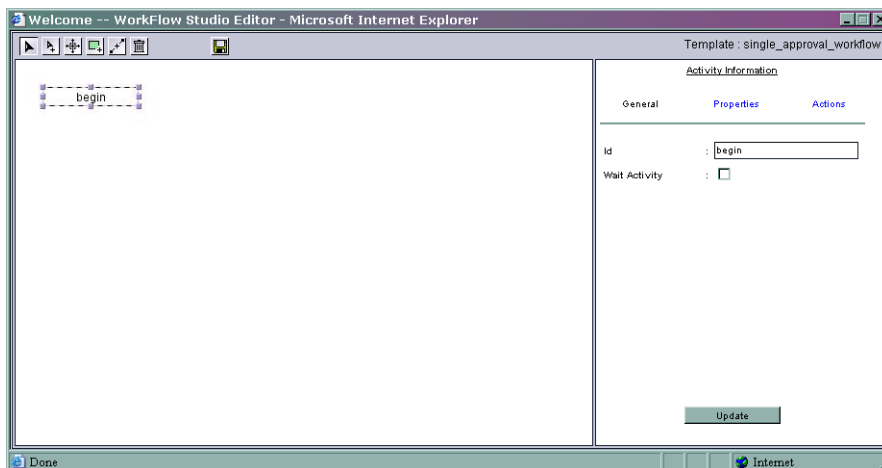 Welcome -- WorkFlow Studio Editor - Microsoft Internet Explorer
Template : single_approval_workflow
begin
Activity Information
General Properties Actions
Id : begin
Wait Activity :
Update
Done Internet